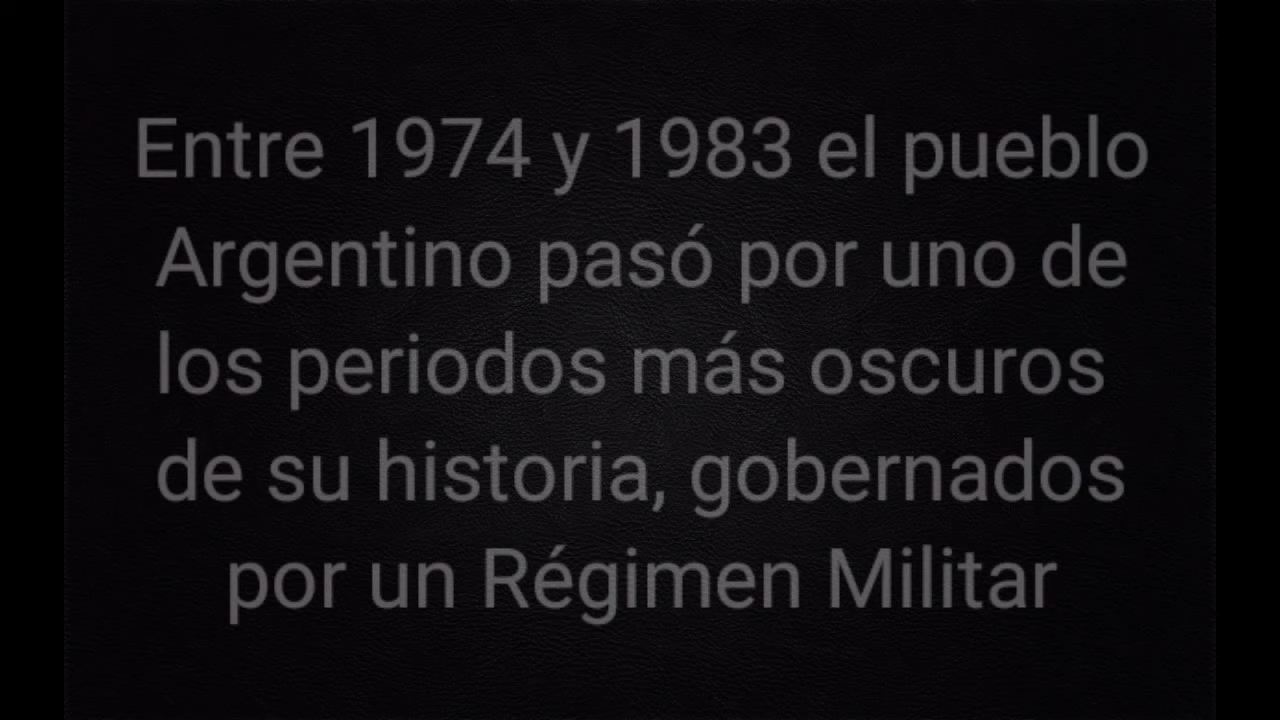 Entre 1974 y 1983 el pueblo
Argentino pasó por uno de
los periodos más oscuros
de su historia, gobernados
por un Régimen Militar